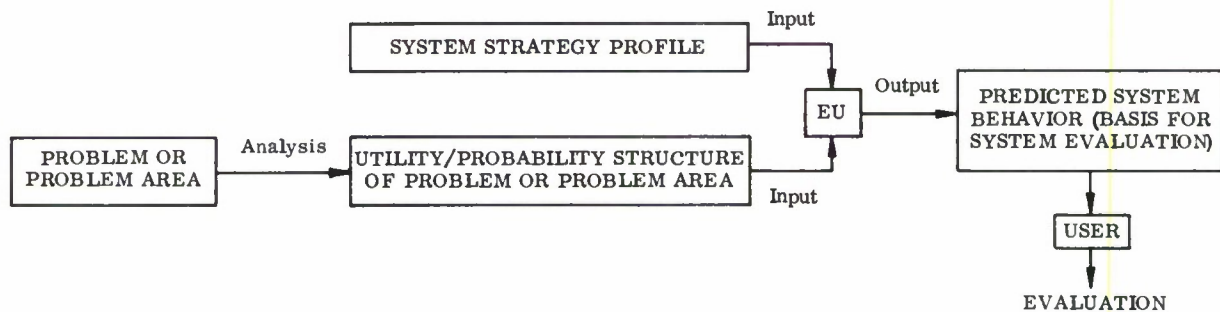 Input
SYSTEM STRATEGY PROFILE
Output
EU
PREDICTED SYSTEM
BEHAVIOR (BASIS FOR
SYSTEM EVALUATION)
PROBLEM OR
PROBLEM AREA
Analysis
UTILITY/PROBABILITY STRUCTURE
OF PROBLEM OR PROBLEM AREA
Input
USER
EVALUATION